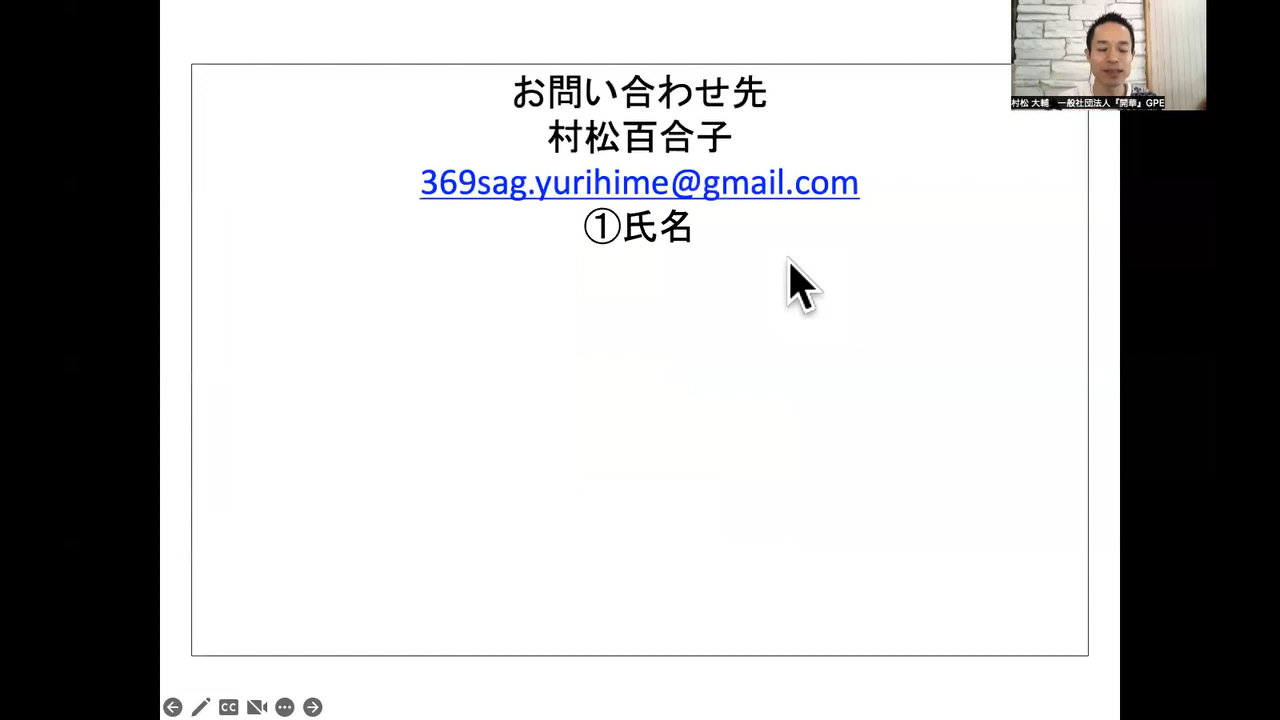 お問い合わせ先
村松百合子
369sag.yurihime@gmail.com
①氏名
村松 大輔 一般社団法人『開華』GPE
CC